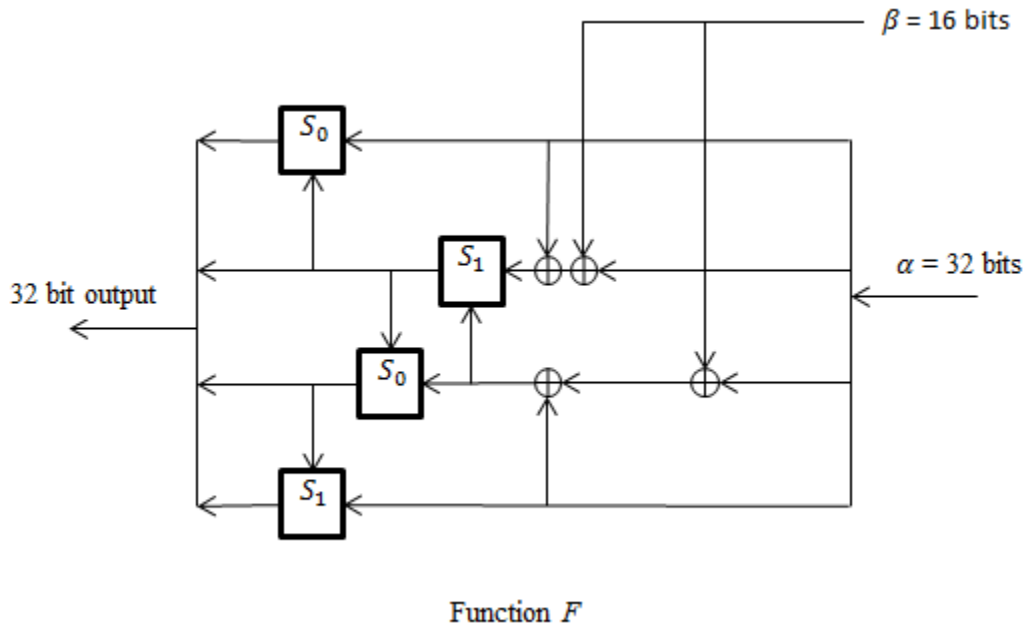 β = 16 bits
S₀
S₁
α = 32 bits
32 bit output
S₀
S₁
Function F